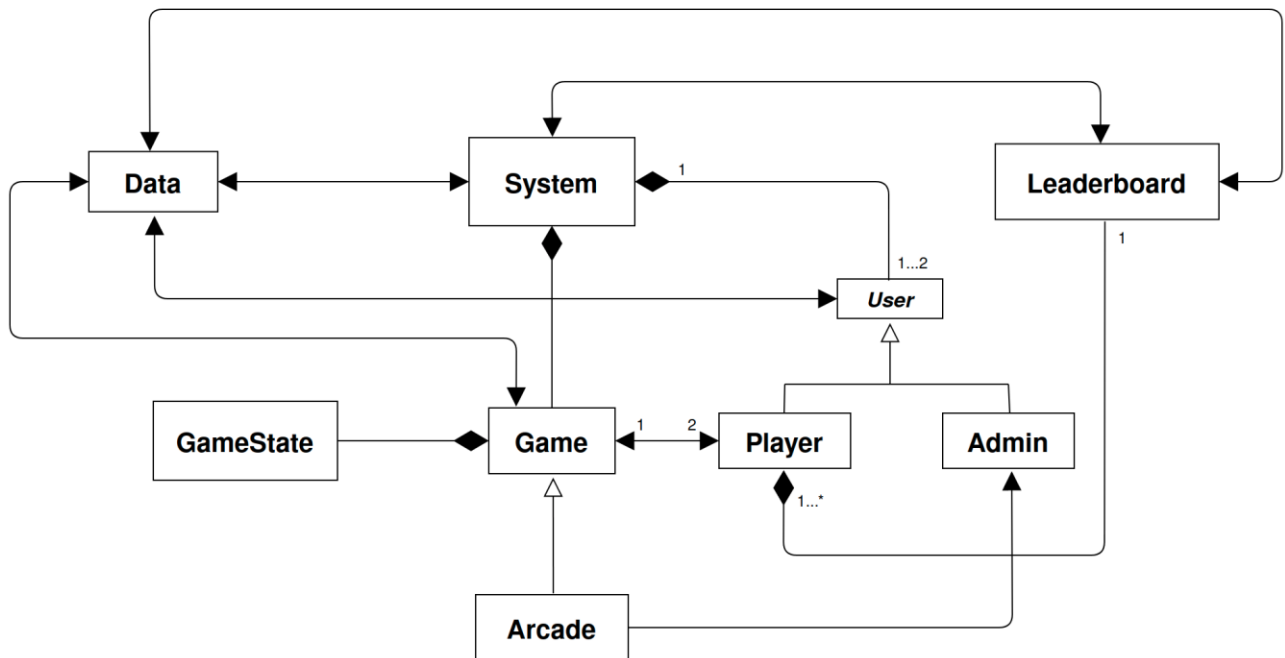 Data
System
1
Leaderboard
1
1...2
User
GameState
Game
1
2
Player
Admin
1...*
Arcade